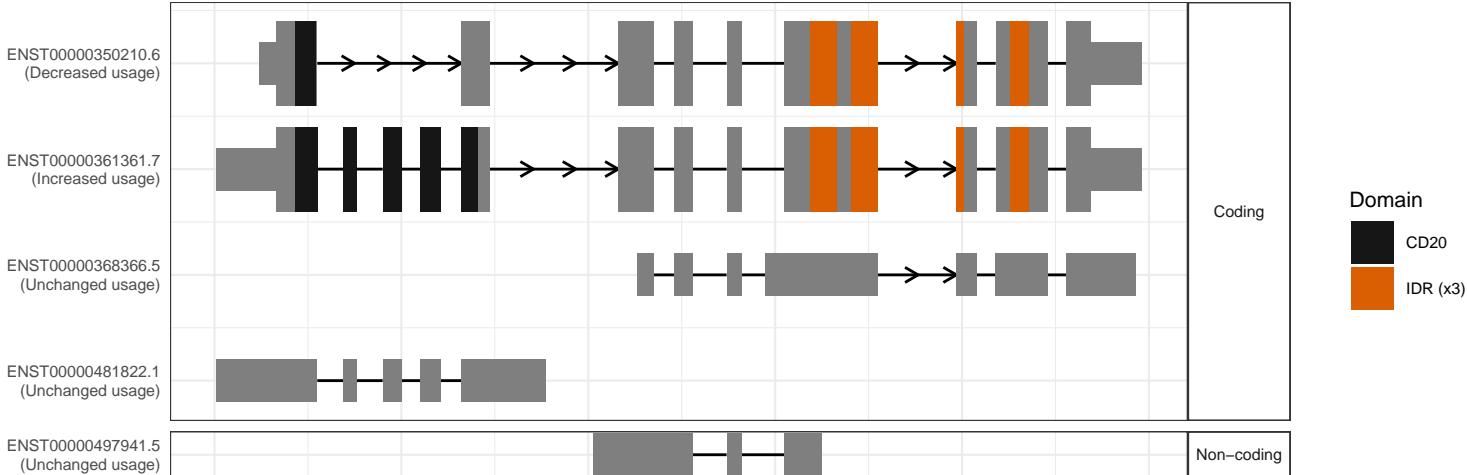 ENST00000350210.6
(Decreased usage)
ENST00000361361.7
(Increased usage)
ENST00000368366.5
(Unchanged usage)
ENST00000481822.1
(Unchanged usage)
ENST00000497941.5
(Unchanged usage)
Coding
Non−coding
Domain
CD20
IDR (x3)